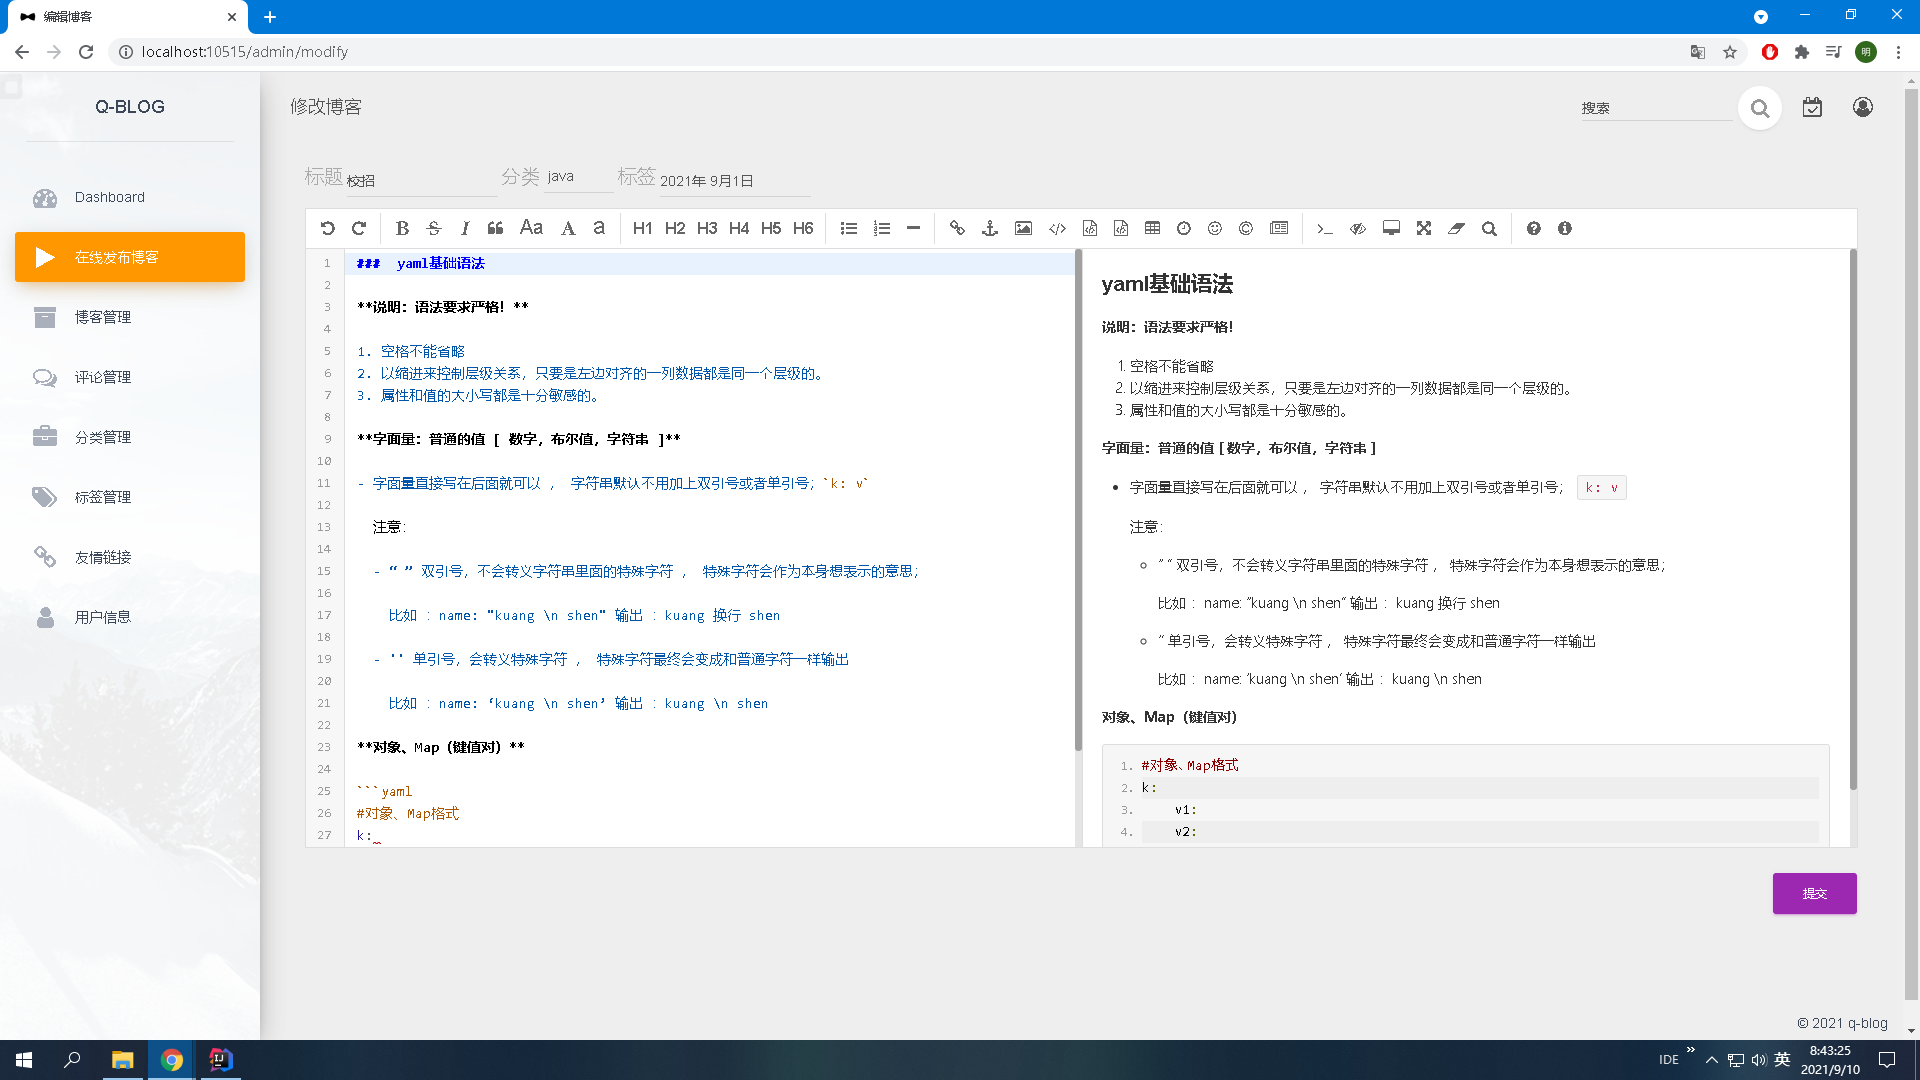 编辑博客
localhost:10515/admin/modify
明
Q-BLOG
Dashboard
在线发布博客
博客管理
评论管理
分类管理
标签管理
友情链接
用户信息
修改博客
搜索
标题 校招 分类 java 标签 2021年 9月1日
B S I Aa A a H1 H2 H3 H4 H5 H6
1 ###  yaml基础语法
2
3 **说明：语法要求严格！**
4
5 1. 空格不能省略
6 2. 以缩进来控制层级关系，只要是左边对齐的一列数据都是同一个层级的。
7 3. 属性和值的大小写都是十分敏感的。
8
9 **字面量：普通的值 [ 数字，布尔值，字符串 ]**
10
11 - 字面量直接写在后面就可以 ， 字符串默认不用加上双引号或者单引号；`k: v`
12
13 注意：
14
15 - “ ” 双引号，不会转义字符串里面的特殊字符 ， 特殊字符会作为本身想表示的意思；
16
17 比如 ：name: "kuang \n shen" 输出 ：kuang 换行 shen
18
19 - '' 单引号，会转义特殊字符 ， 特殊字符最终会变成和普通字符一样输出
20
21 比如 ：name: ‘kuang \n shen’ 输出 ：kuang \n shen
22
23 **对象、Map（键值对）**
24
25 ```yaml
26 #对象、Map格式
27 k:
yaml基础语法
说明：语法要求严格！
1. 空格不能省略
2. 以缩进来控制层级关系，只要是左边对齐的一列数据都是同一个层级的。
3. 属性和值的大小写都是十分敏感的。
字面量：普通的值 [ 数字，布尔值，字符串 ]
字面量直接写在后面就可以 ， 字符串默认不用加上双引号或者单引号； k: v
注意：
” “ 双引号，不会转义字符串里面的特殊字符 ， 特殊字符会作为本身想表示的意思；
比如 ：name: ”kuang \n shen“ 输出 ：kuang 换行 shen
” 单引号，会转义特殊字符 ， 特殊字符最终会变成和普通字符一样输出
比如 ：name: ‘kuang \n shen’ 输出 ：kuang \n shen
对象、Map（键值对）
1. #对象、Map格式
2. k:
3. v1:
4. v2:
提交
© 2021 q-blog
IDE
英
8:43:25
2021/9/10